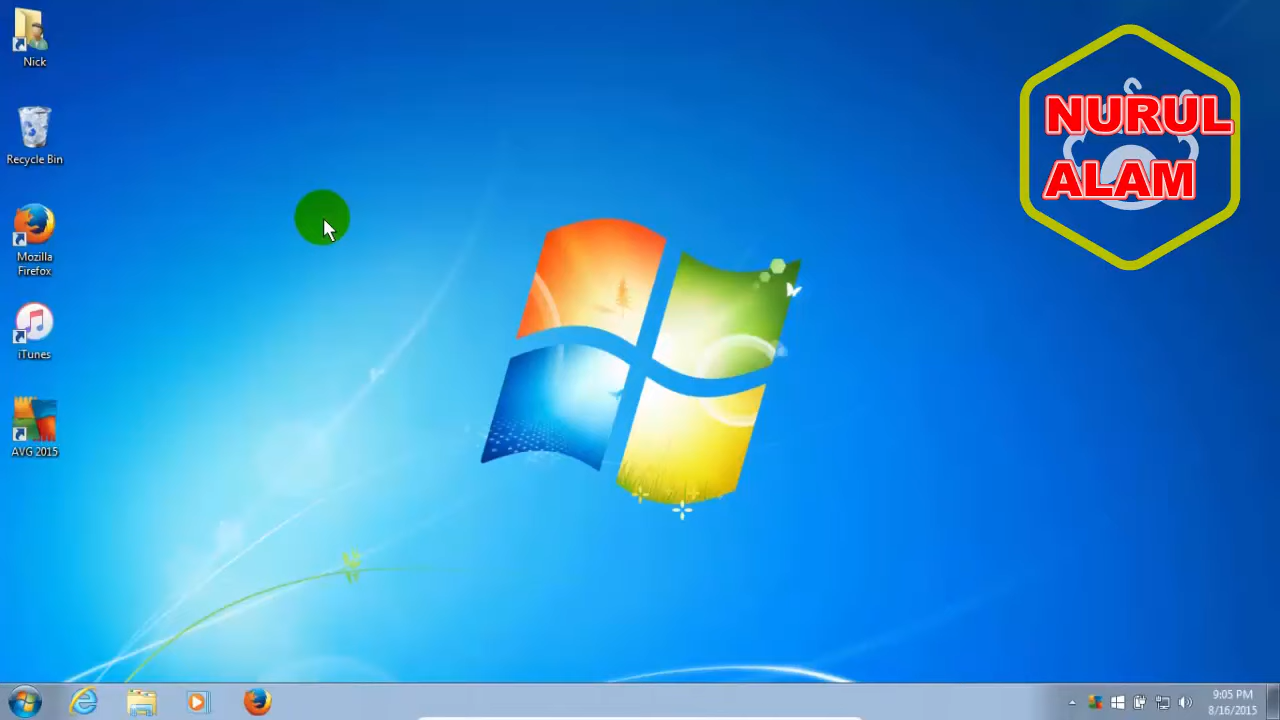 Nick
Recycle Bin
Mozilla
Firefox
iTunes
AVG 2015
NURUL
ALAM
9:05 PM
8/16/2015